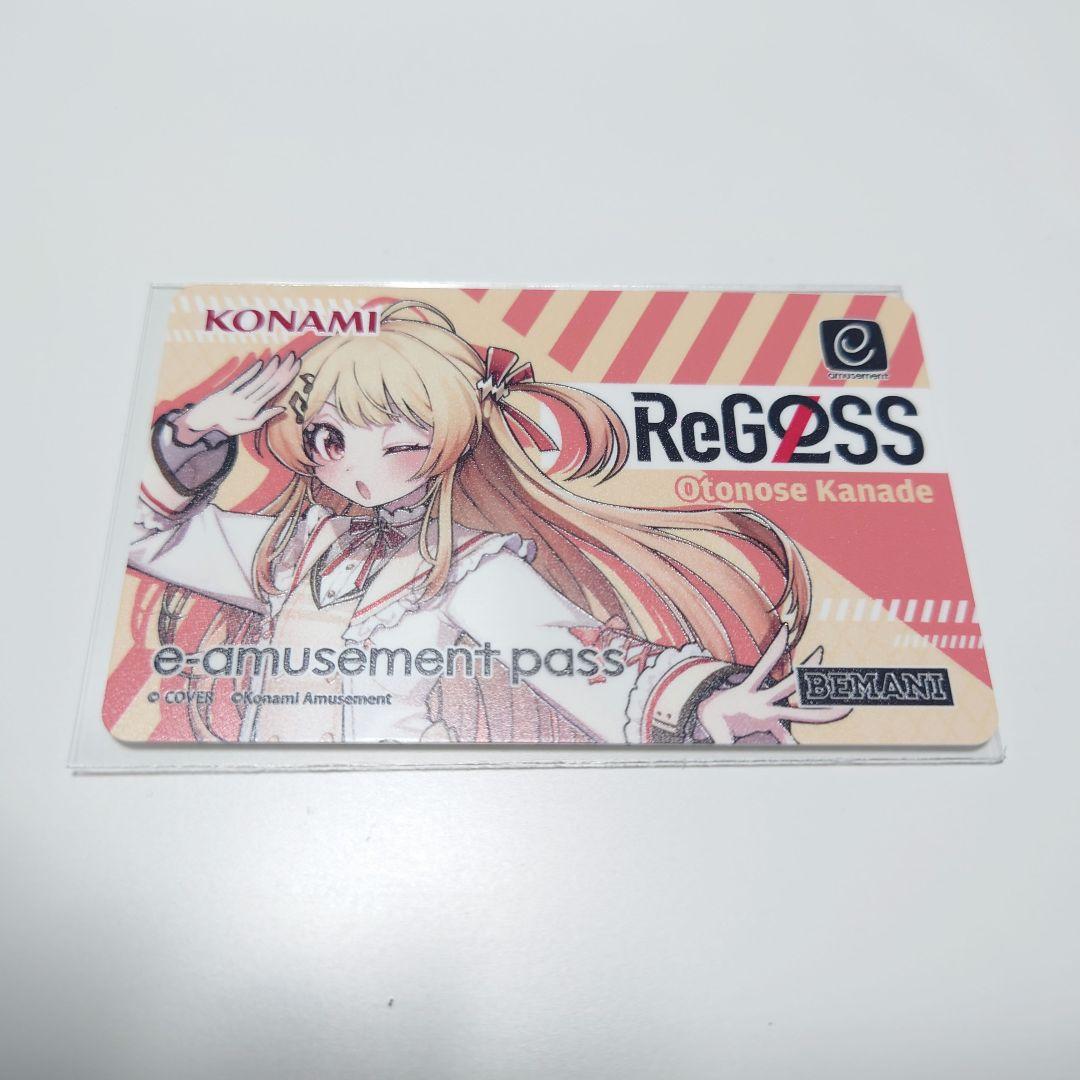 KONAMI
e
amusement
ReGLOSS
Otonose Kanade
e-amusement pass
© COVER ©Konami Amusement
BEMANI